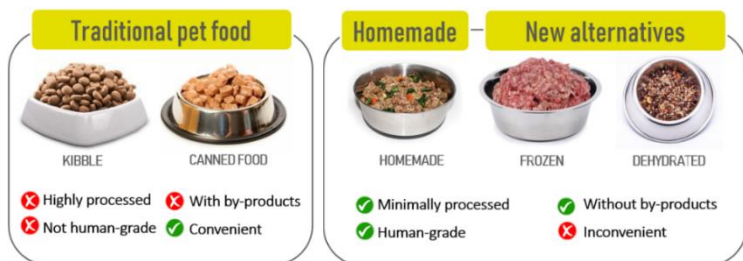 Traditional pet food
Homemade
New alternatives
KIBBLE
CANNED FOOD
HOMEMADE
FROZEN
DEHYDRATED
Highly processed
With by-products
Not human-grade
Convenient
Minimally processed
Without by-products
Human-grade
Inconvenient